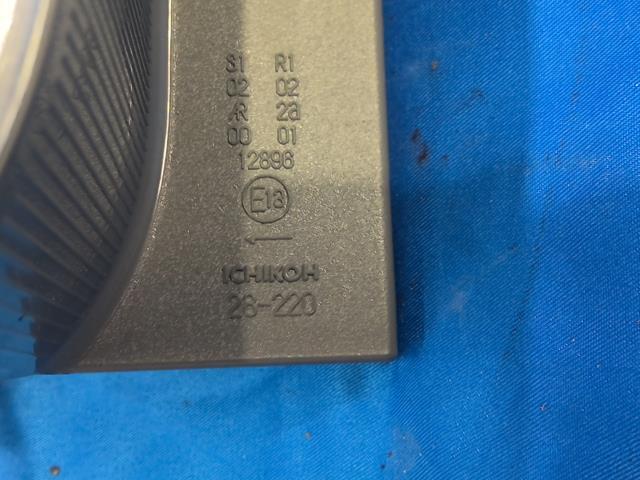 S1 R1
02 02
AR 2a
00 01
12896
E13
ICHIKOH
28-220